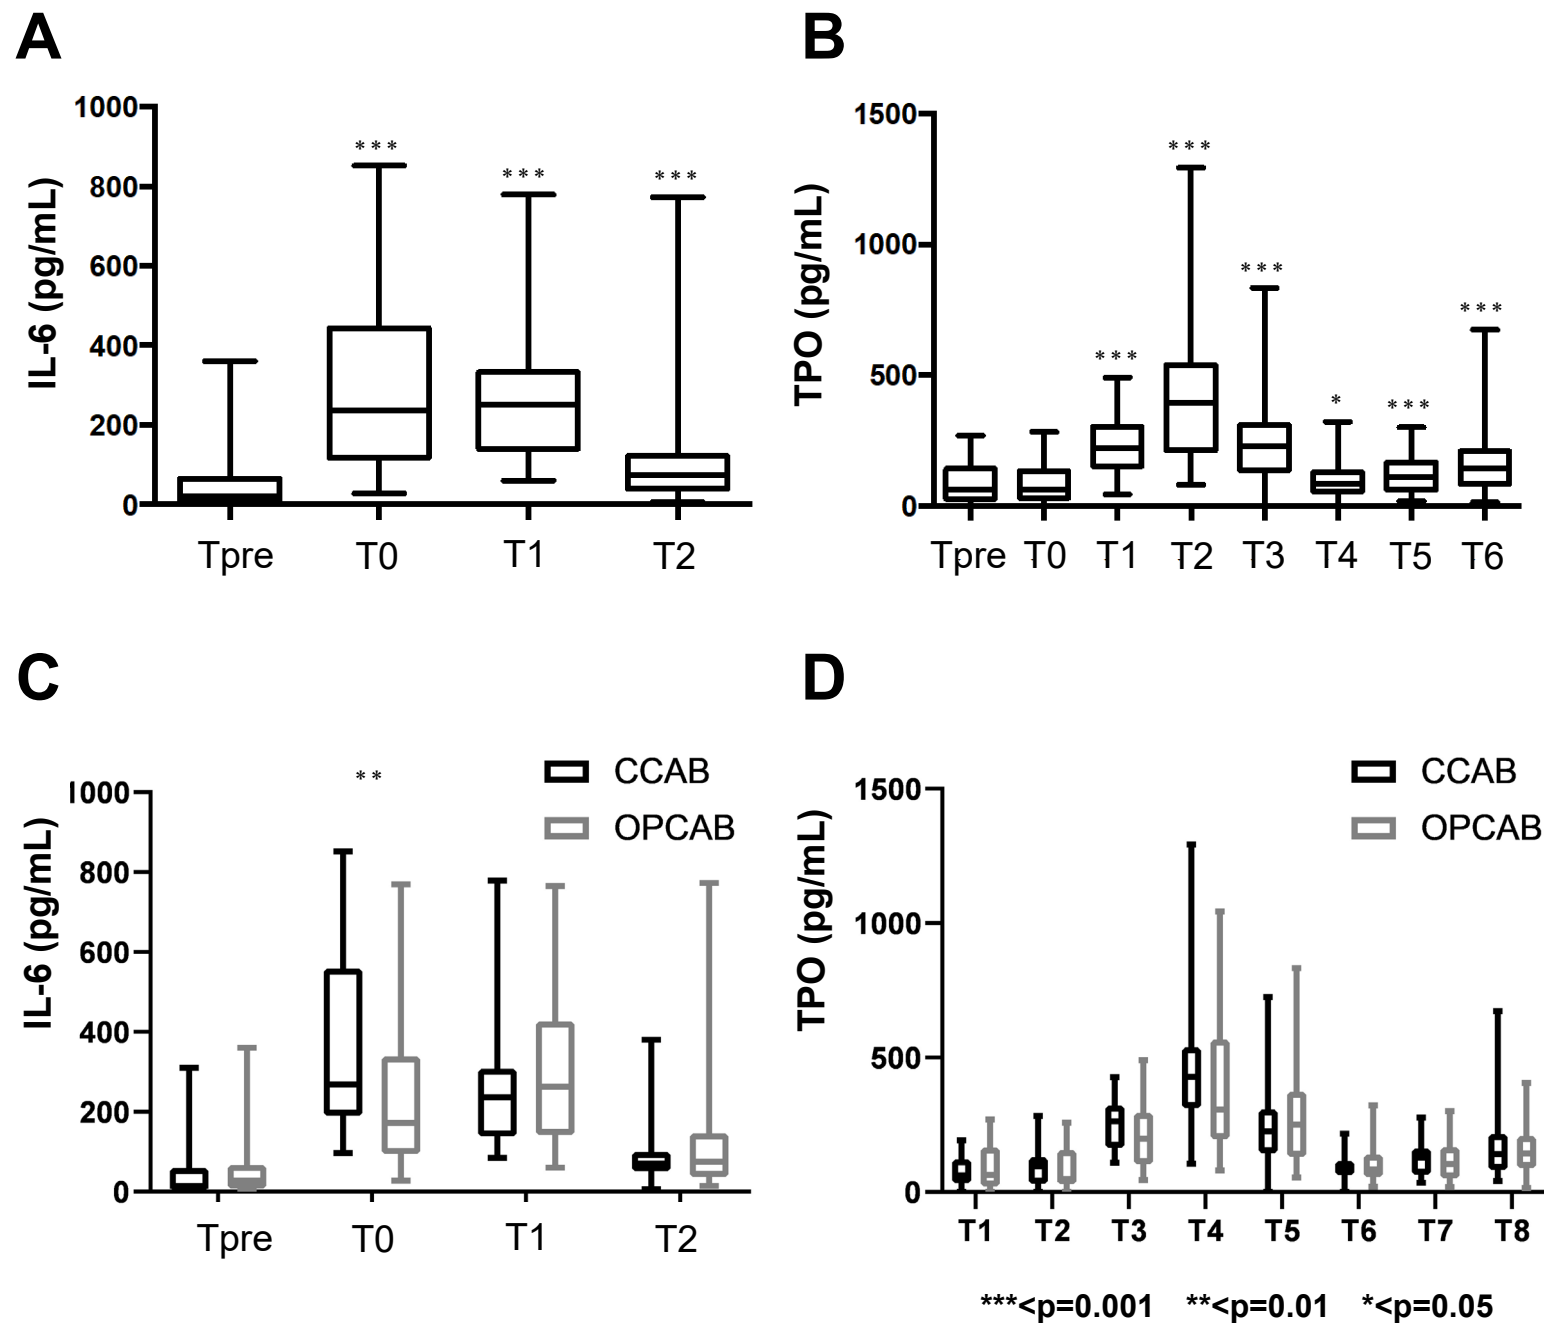 A
B
IL-6 (pg/mL)
1000
800
600
400
200
0
***
***
***
Tpre T0 T1 T2
TPO (pg/mL)
1500
1000
500
0
***
***
***
*
***
***
Tpre T0 T1 T2 T3 T4 T5 T6
C
D
IL-6 (pg/mL)
1000
800
600
400
200
0
**
CCAB
OPCAB
Tpre T0 T1 T2
TPO (pg/mL)
1500
1000
500
0
CCAB
OPCAB
T1 T2 T3 T4 T5 T6 T7 T8
***<p=0.001 **<p=0.01 *<p=0.05